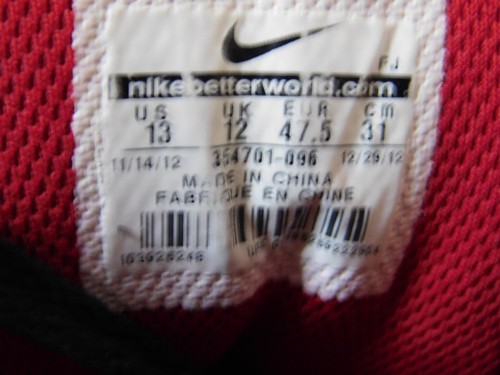 FJ
nikebetterworld.com
US UK EUR cm
13 12 47.5 31
11/14/12 354701-096 12/29/12
MADE IN CHINA
FABRIQUE EN CHINE